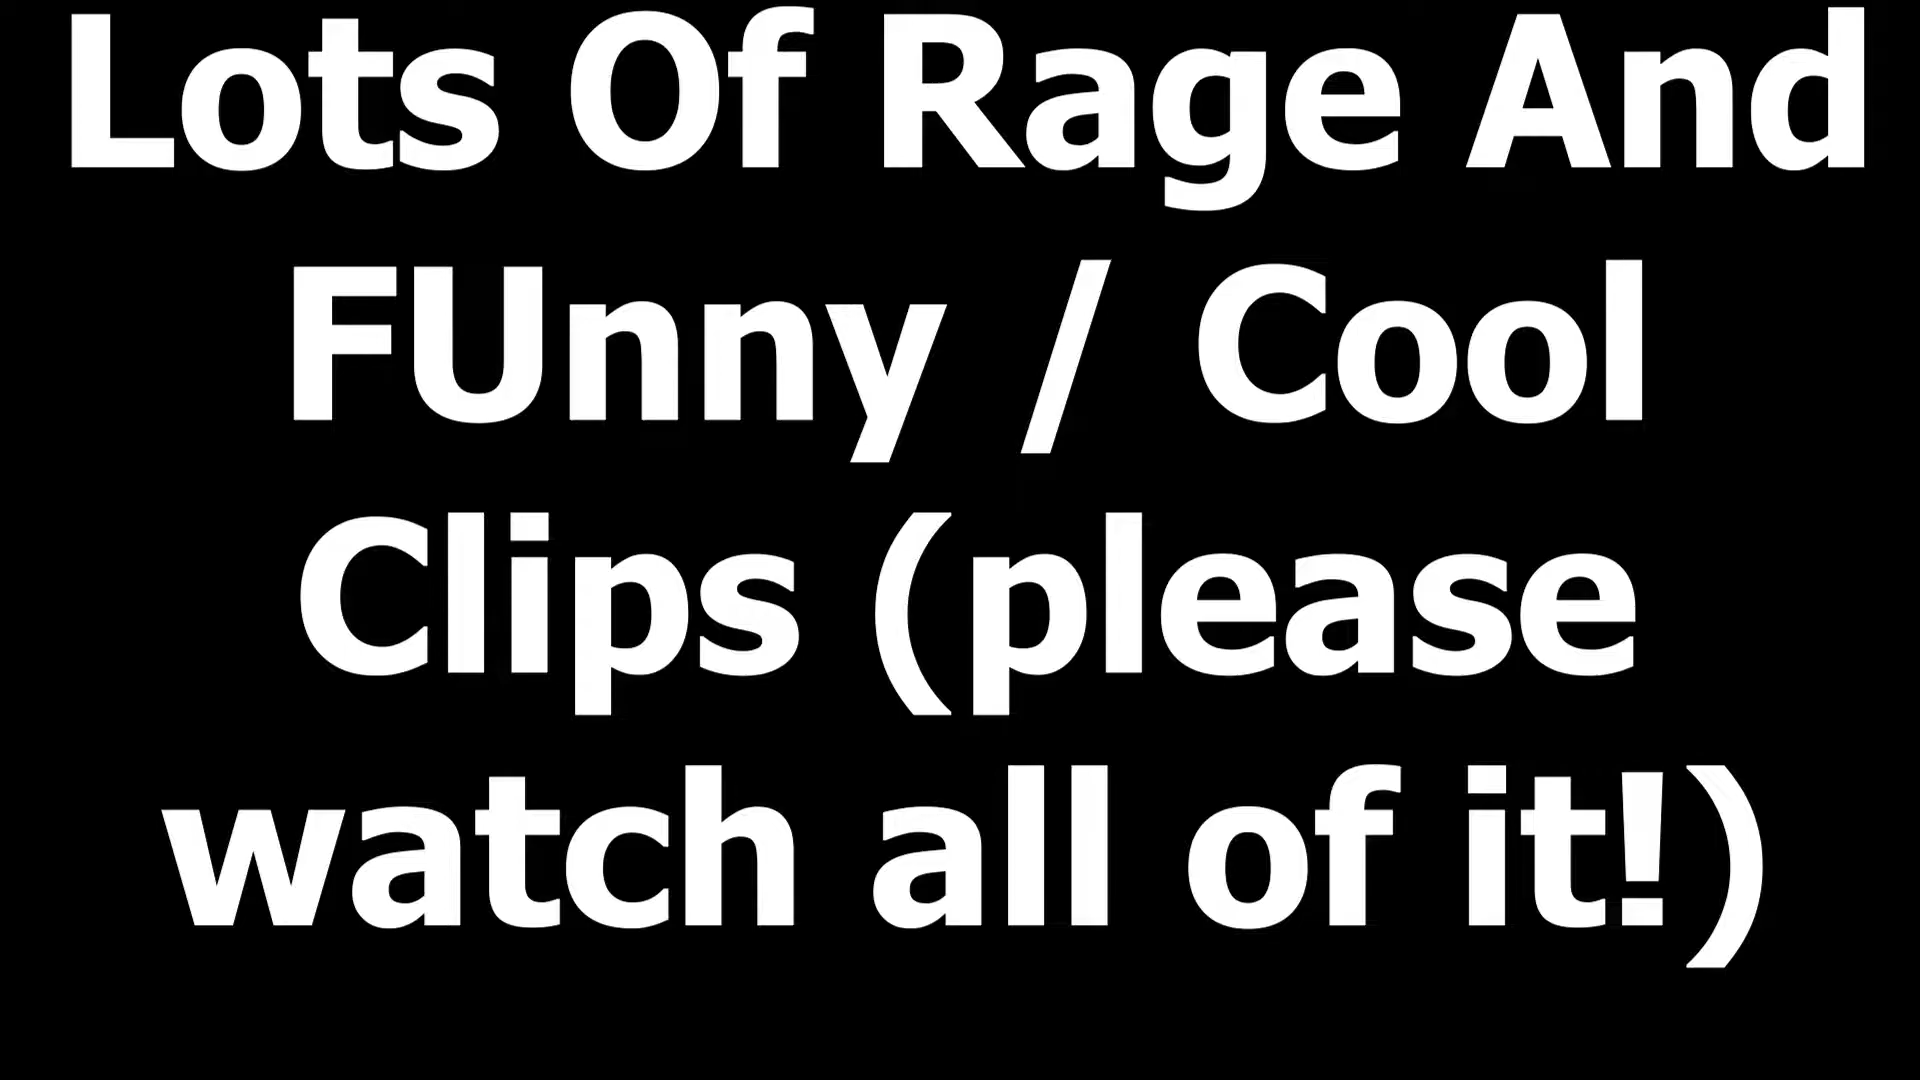 Lots Of Rage And
FUnny / Cool
Clips (please
watch all of it!)